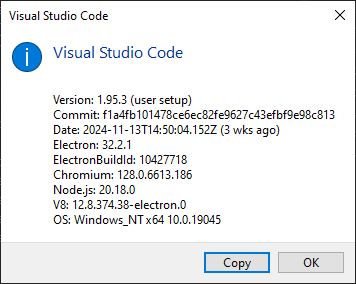 Visual Studio Code
Visual Studio Code
Version: 1.95.3 (user setup)
Commit: f1a4fb101478ce6ec82fe9627c43efbf9e98c813
Date: 2024-11-13T14:50:04.152Z (3 wks ago)
Electron: 32.2.1
ElectronBuildId: 10427718
Chromium: 128.0.6613.186
Node.js: 20.18.0
V8: 12.8.374.38-electron.0
OS: Windows_NT x64 10.0.19045
Copy
OK